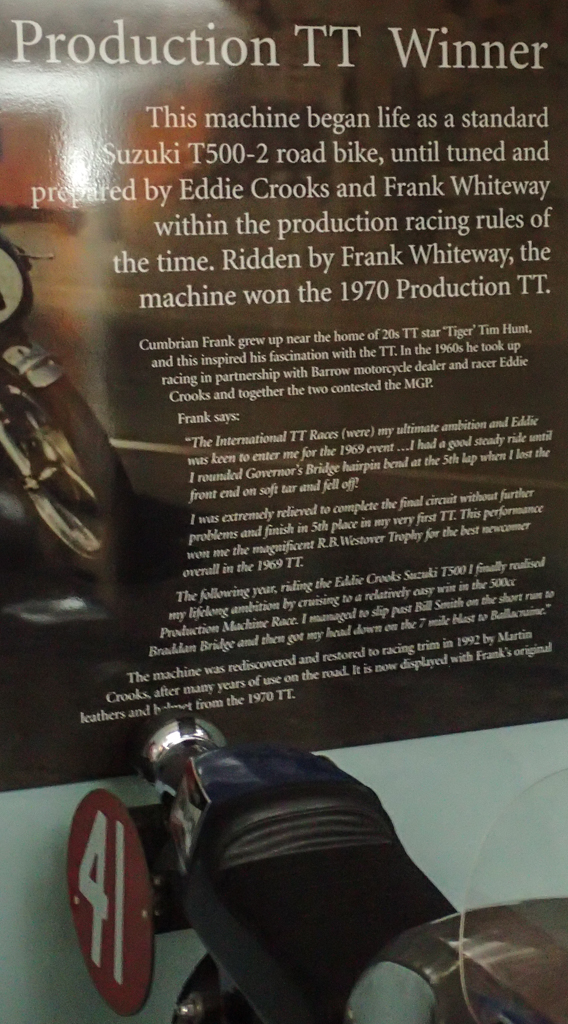 Production TT Winner
This machine began life as a standard
Suzuki T500-2 road bike, until tuned and
prepared by Eddie Crooks and Frank Whiteway
within the production racing rules of
the time. Ridden by Frank Whiteway, the
machine won the 1970 Production TT.
Cumbrian Frank grew up near the home of 20s TT star 'Tiger' Tim Hunt,
and this inspired his fascination with the TT. In the 1960s he took up
racing in partnership with Barrow motorcycle dealer and racer Eddie
Crooks and together the two contested the MGP.
Frank says:
"The International TT Races (were) my ultimate ambition and Eddie
was keen to enter me for the 1969 event ...I had a good steady ride until
I rounded Governor's Bridge hairpin bend at the 5th lap when I lost the
front end on soft tar and fell off!
I was extremely relieved to complete the final circuit without further
problems and finish in 5th place in my very first TT. This performance
won me the magnificent R.B.Westover Trophy for the best newcomer
overall in the 1969 TT.
The following year, riding the Eddie Crooks Suzuki T500 I finally realised
my lifelong ambition by cruising to a relatively easy win in the 500cc
Production Machine Race. I managed to slip past Bill Smith on the short run to
Braddan Bridge and then got my head down on the 7 mile blast to Ballacraine."
The machine was rediscovered and restored to racing trim in 1992 by Martin
Crooks, after many years of use on the road. It is now displayed with Frank's original
leathers and helmet from the 1970 TT.
41